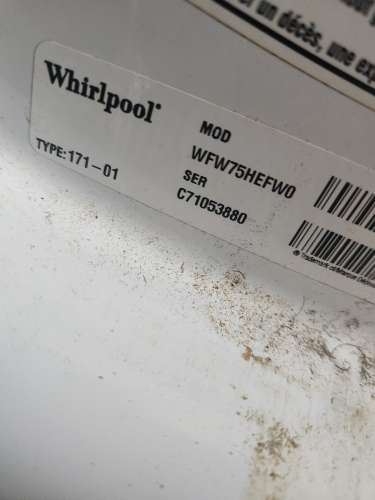 un décès, une exp
Whirlpool®
MOD
WFW75HEFW0
SER
C71053880
TYPE:171-01